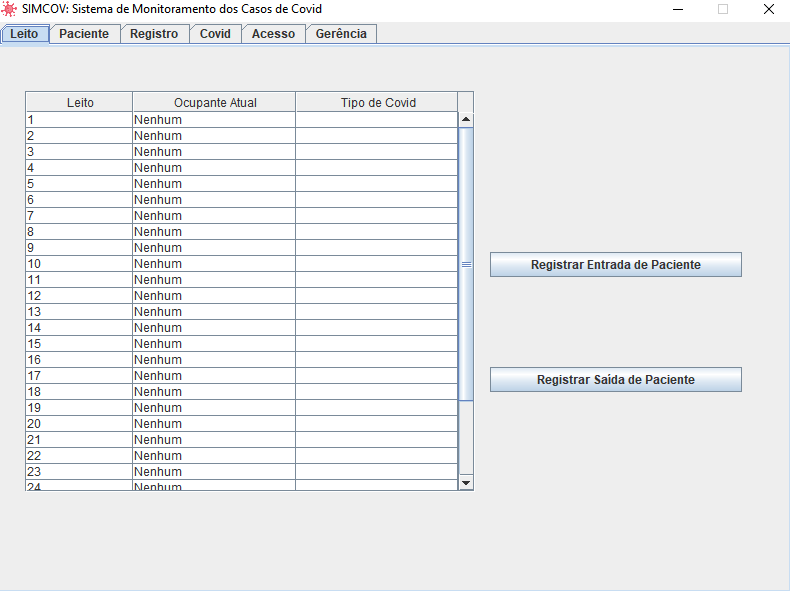 SIMCOV: Sistema de Monitoramento dos Casos de Covid
Leito Paciente Registro Covid Acesso Gerência
Leito Ocupante Atual Tipo de Covid
1 Nenhum
2 Nenhum
3 Nenhum
4 Nenhum
5 Nenhum
6 Nenhum
7 Nenhum
8 Nenhum
9 Nenhum
10 Nenhum
Registrar Entrada de Paciente
11 Nenhum
12 Nenhum
13 Nenhum
14 Nenhum
15 Nenhum
16 Nenhum
17 Nenhum
Registrar Saída de Paciente
18 Nenhum
19 Nenhum
20 Nenhum
21 Nenhum
22 Nenhum
23 Nenhum
24 Nenhum